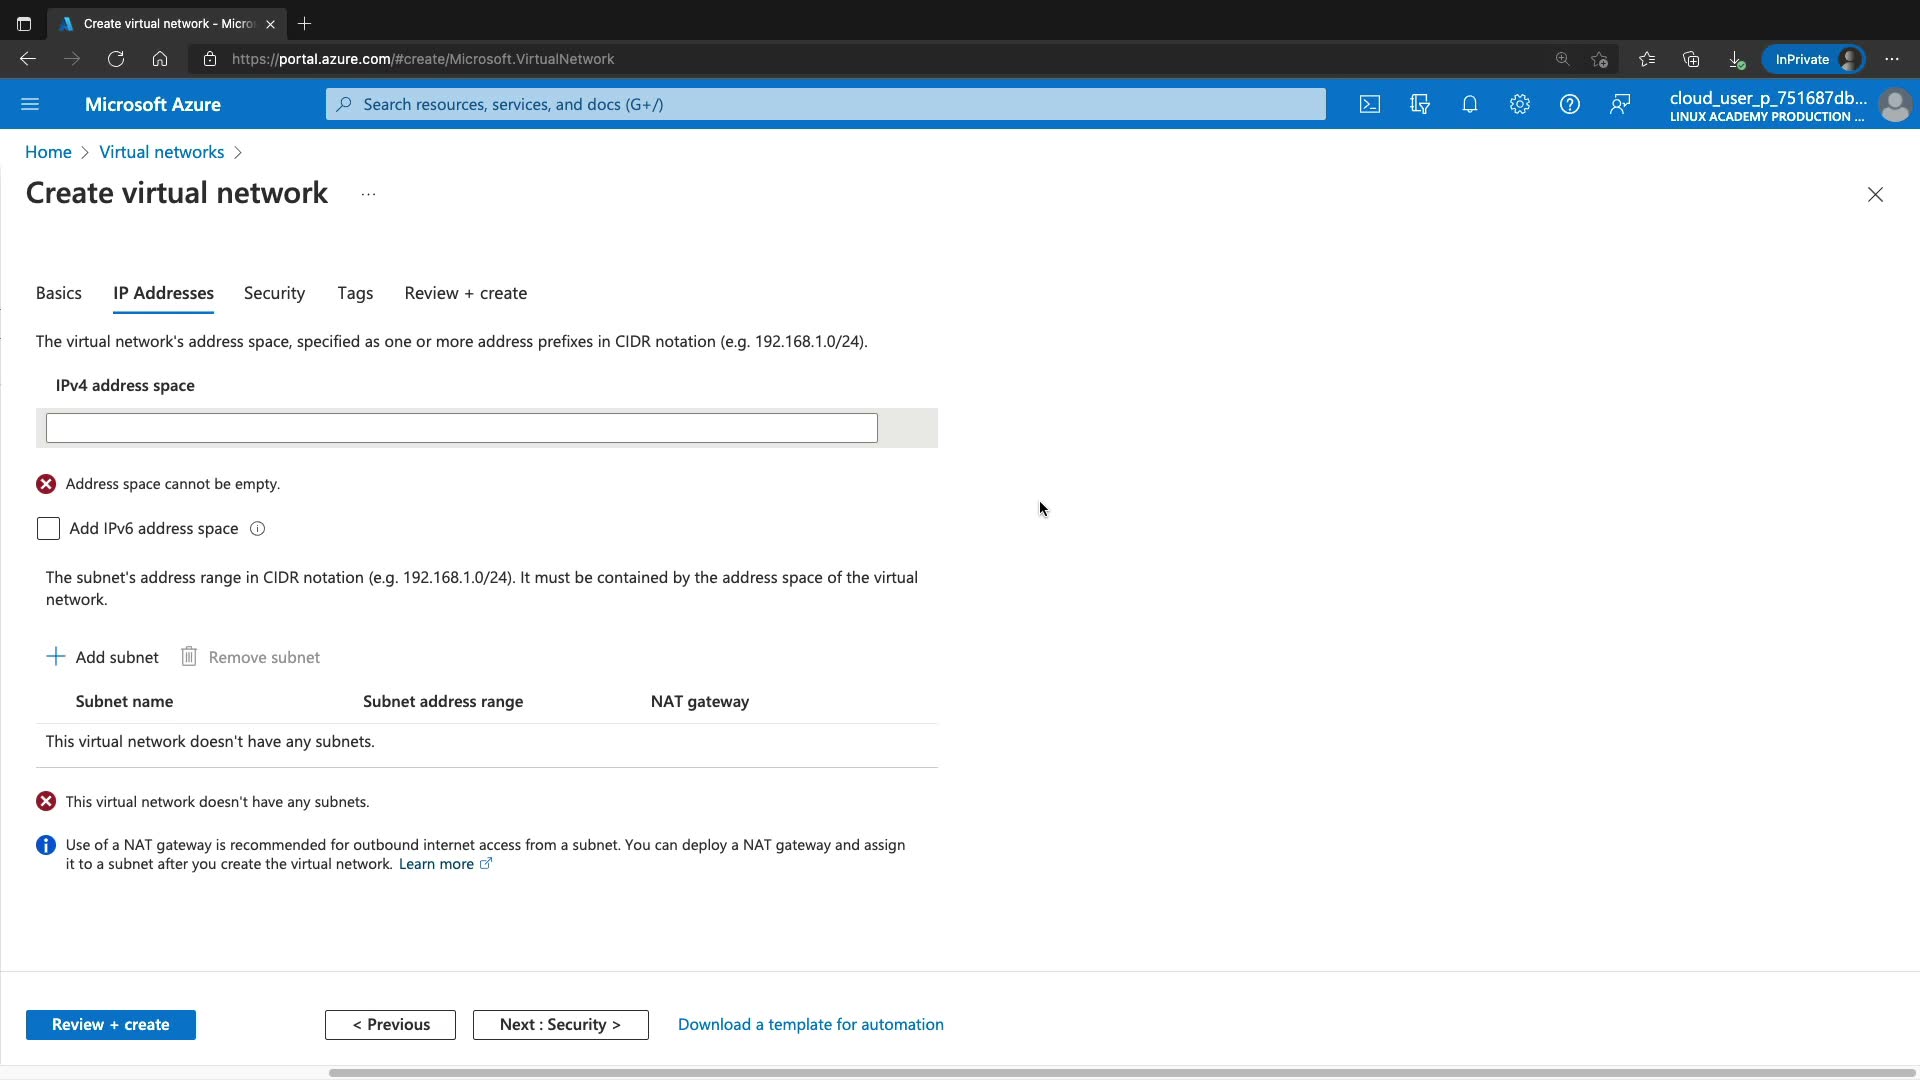 Create virtual network - Micro
https://portal.azure.com/#create/Microsoft.VirtualNetwork
InPrivate
Microsoft Azure
Search resources, services, and docs (G+/)
cloud_user_p_751687db...
LINUX ACADEMY PRODUCTION ...
Home > Virtual networks >
Create virtual network ...
Basics IP Addresses Security Tags Review + create
The virtual network's address space, specified as one or more address prefixes in CIDR notation (e.g. 192.168.1.0/24).
IPv4 address space
Address space cannot be empty.
Add IPv6 address space
The subnet's address range in CIDR notation (e.g. 192.168.1.0/24). It must be contained by the address space of the virtual
network.
Add subnet Remove subnet
Subnet name Subnet address range NAT gateway
This virtual network doesn't have any subnets.
This virtual network doesn't have any subnets.
Use of a NAT gateway is recommended for outbound internet access from a subnet. You can deploy a NAT gateway and assign
it to a subnet after you create the virtual network. Learn more
Review + create < Previous Next : Security > Download a template for automation